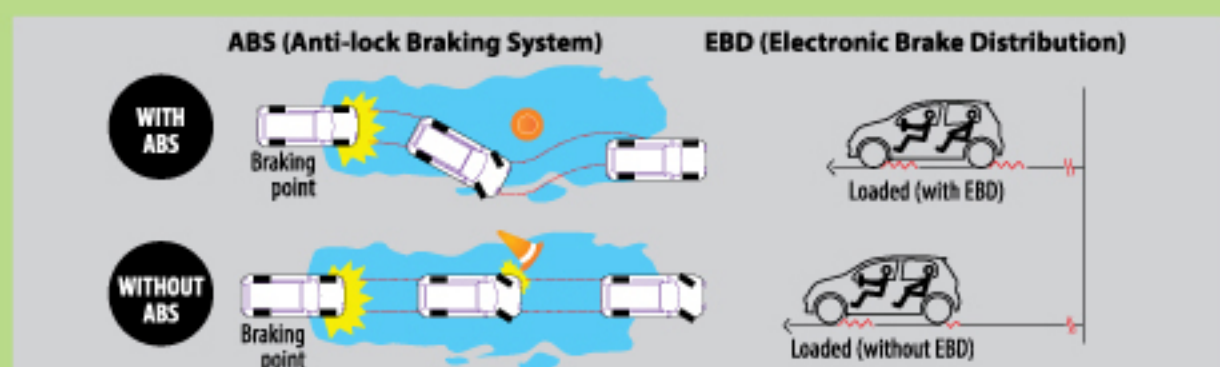 ABS (Anti-lock Braking System)
EBD (Electronic Brake Distribution)
WITH
ABS
Braking
point
Loaded (with EBD)
WITHOUT
ABS
Braking
point
Loaded (without EBD)